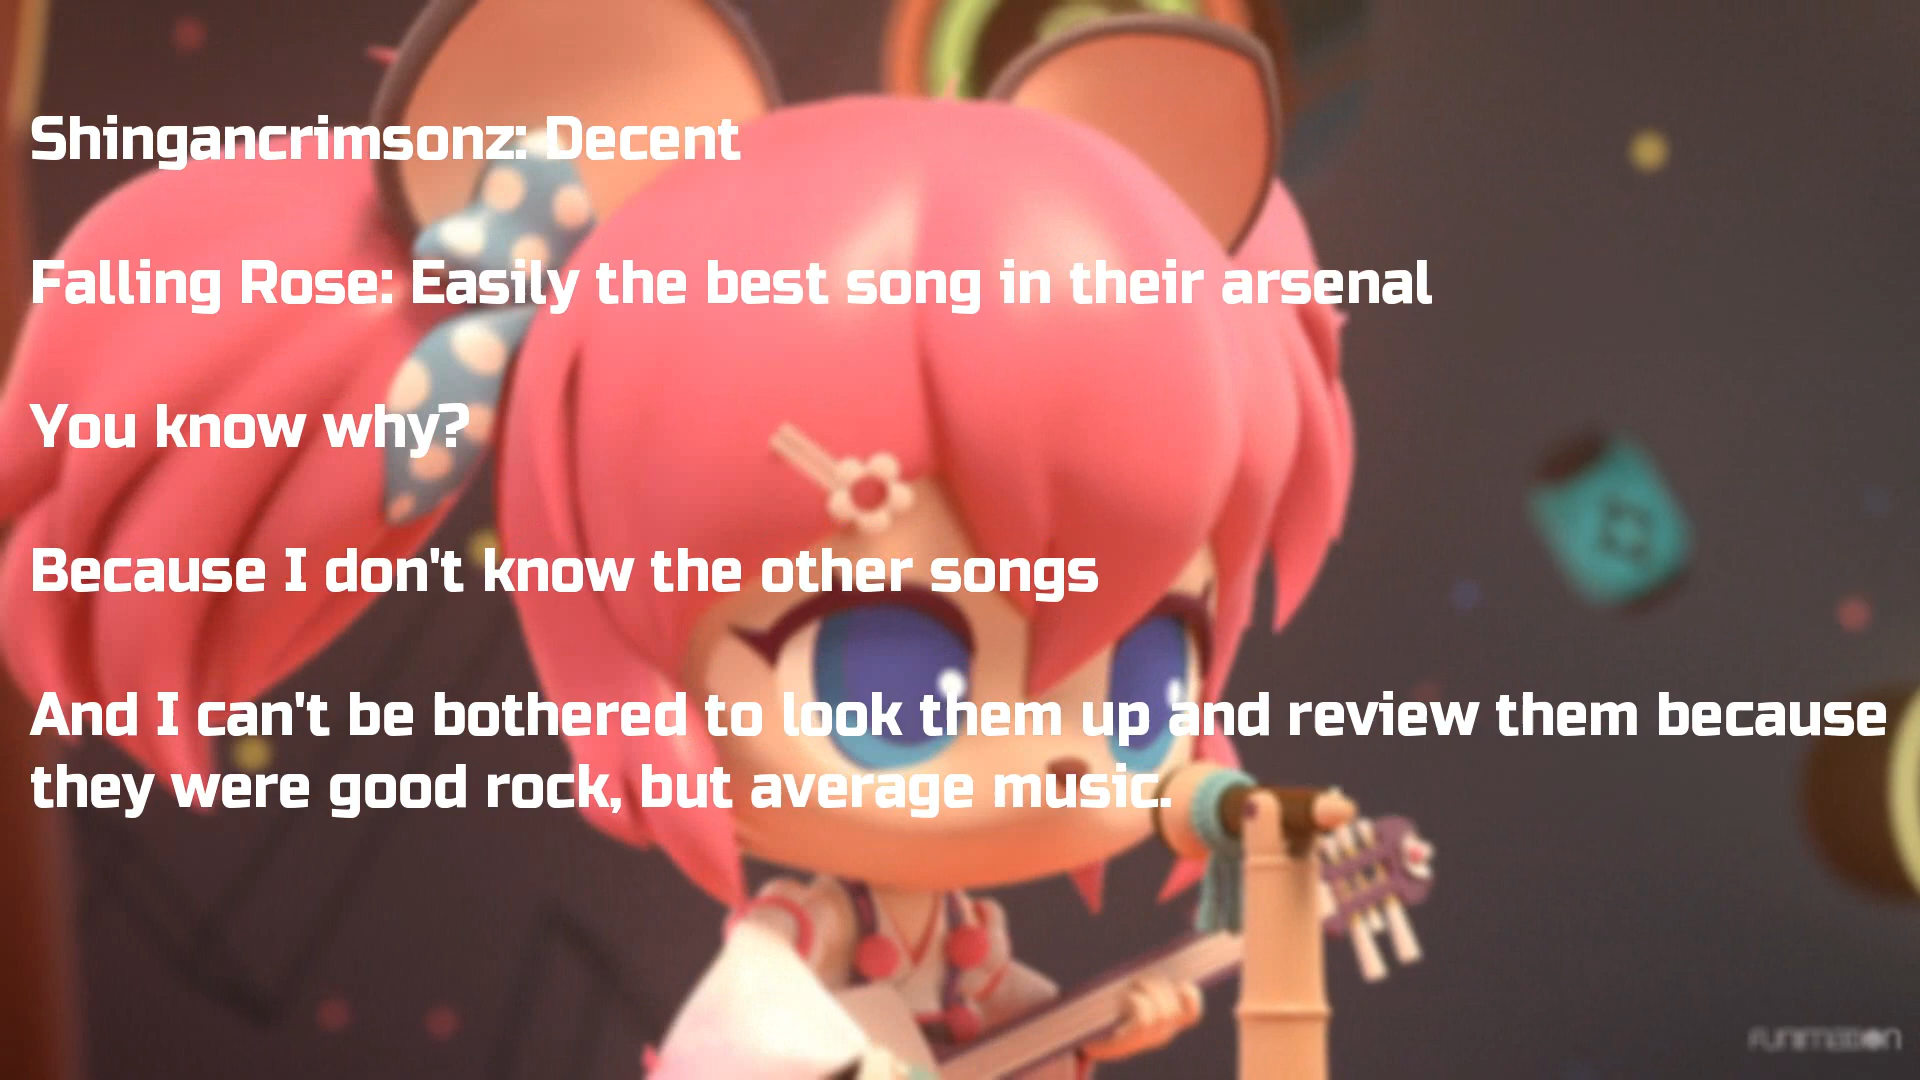 Shingancrimsonz: Decent
Falling Rose: Easily the best song in their arsenal
You know why?
Because I don't know the other songs
And I can't be bothered to look them up and review them because
they were good rock, but average music.
FUNIMATION